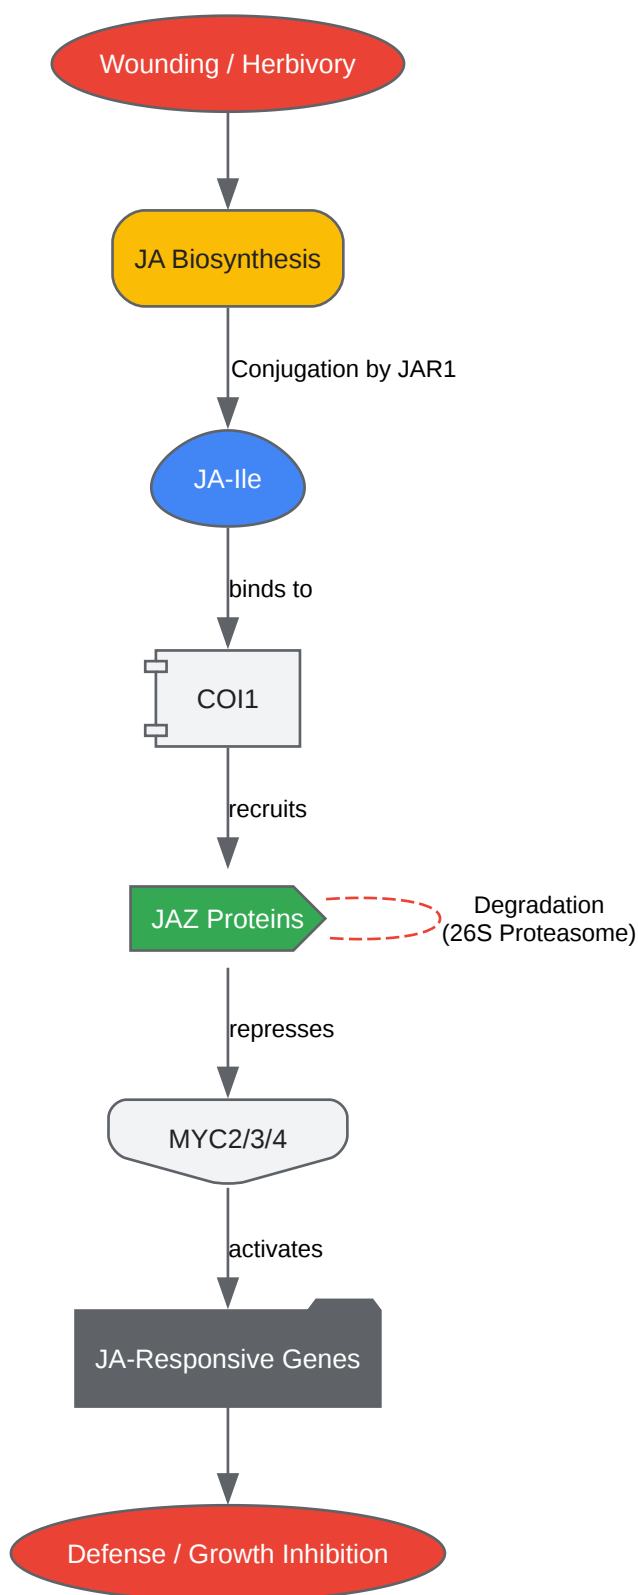 Wounding / Herbivory
JA Biosynthesis
Conjugation by JAR1
JA-Ile
binds to
COI1
recruits
JAZ Proteins
Degradation
(26S Proteasome)
represses
MYC2/3/4
activates
JA-Responsive Genes
Defense / Growth Inhibition